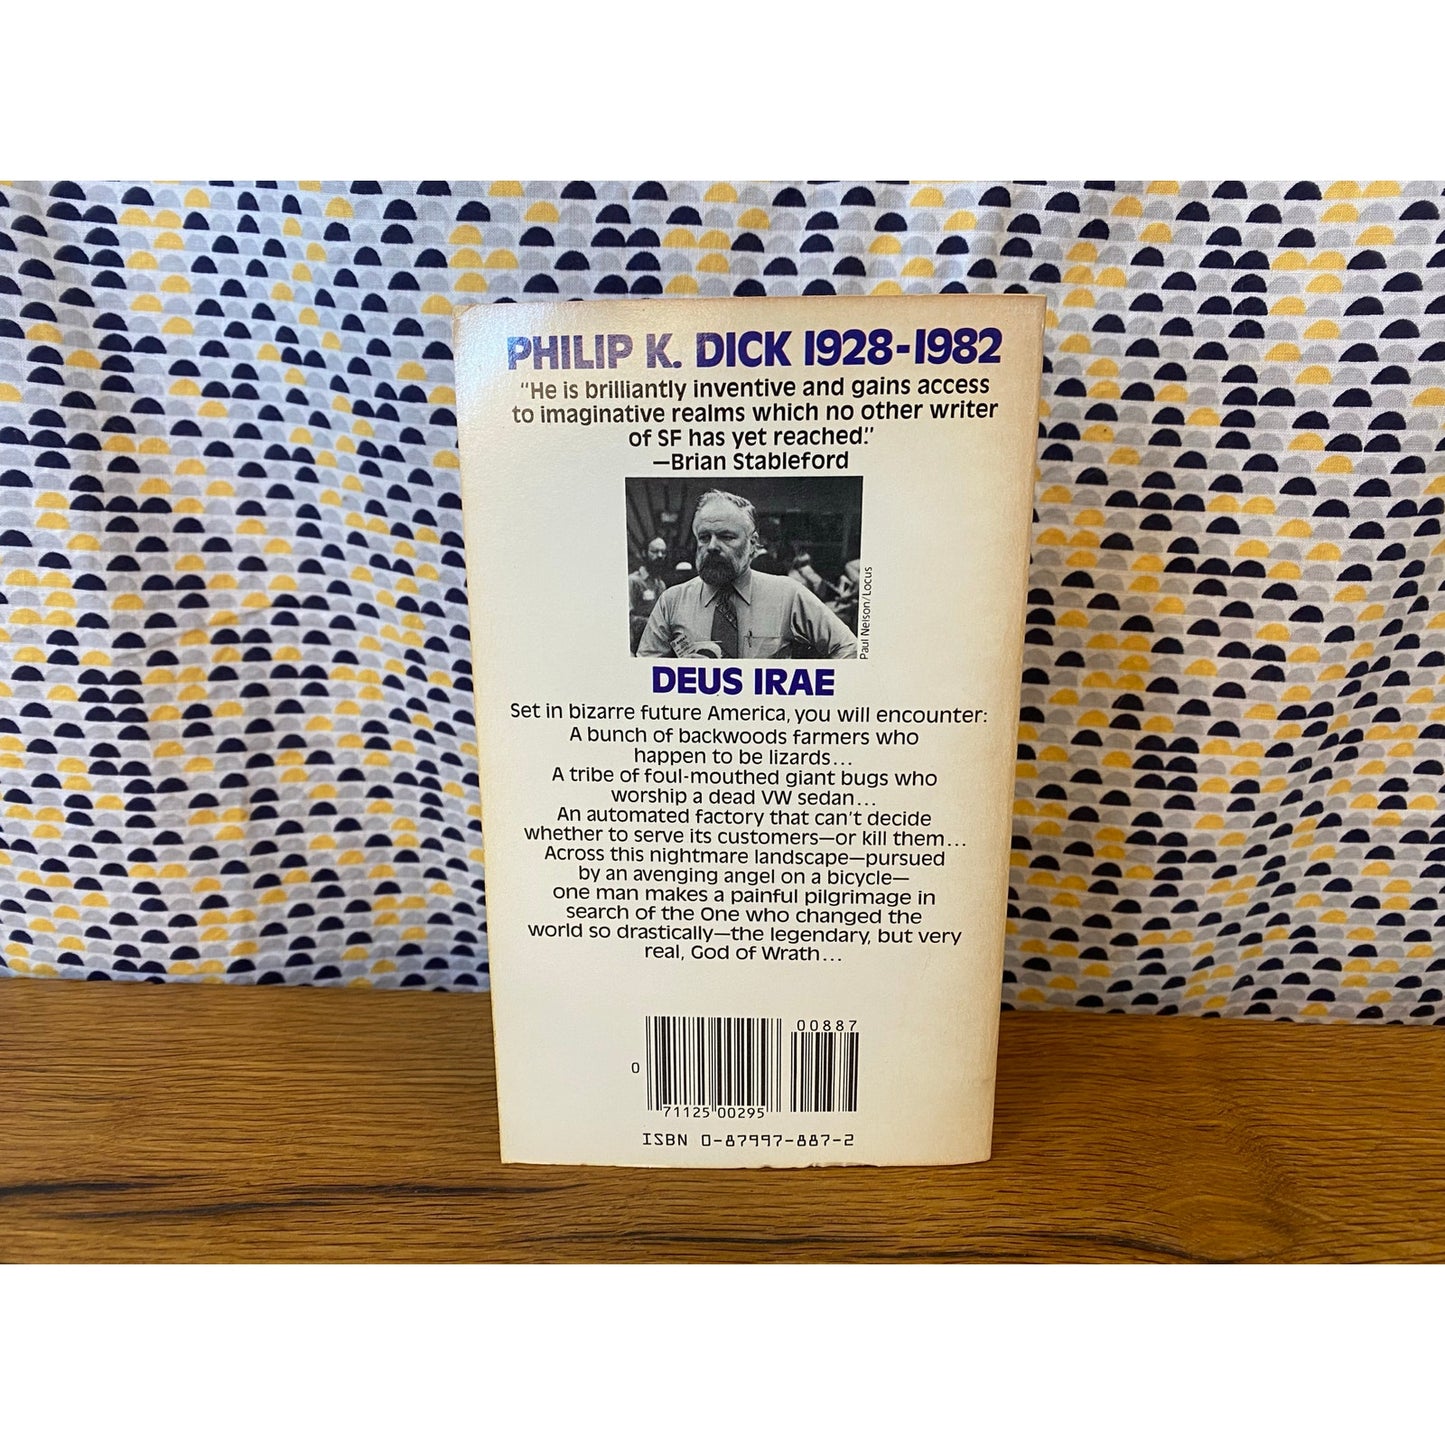 PHILIP K. DICK 1928-1982
"He is brilliantly inventive and gains access
to imaginative realms which no other writer
of SF has yet reached."
—Brian Stableford
Paul Nelson/Locus
DEUS IRAE
Set in bizarre future America, you will encounter:
A bunch of backwoods farmers who
happen to be lizards...
A tribe of foul-mouthed giant bugs who
worship a dead VW sedan...
An automated factory that can't decide
whether to serve its customers—or kill them...
Across this nightmare landscape—pursued
by an avenging angel on a bicycle—
one man makes a painful pilgrimage in
search of the One who changed the
world so drastically—the legendary, but very
real, God of Wrath...
00887
0
71125 00295
ISBN 0-87997-887-2